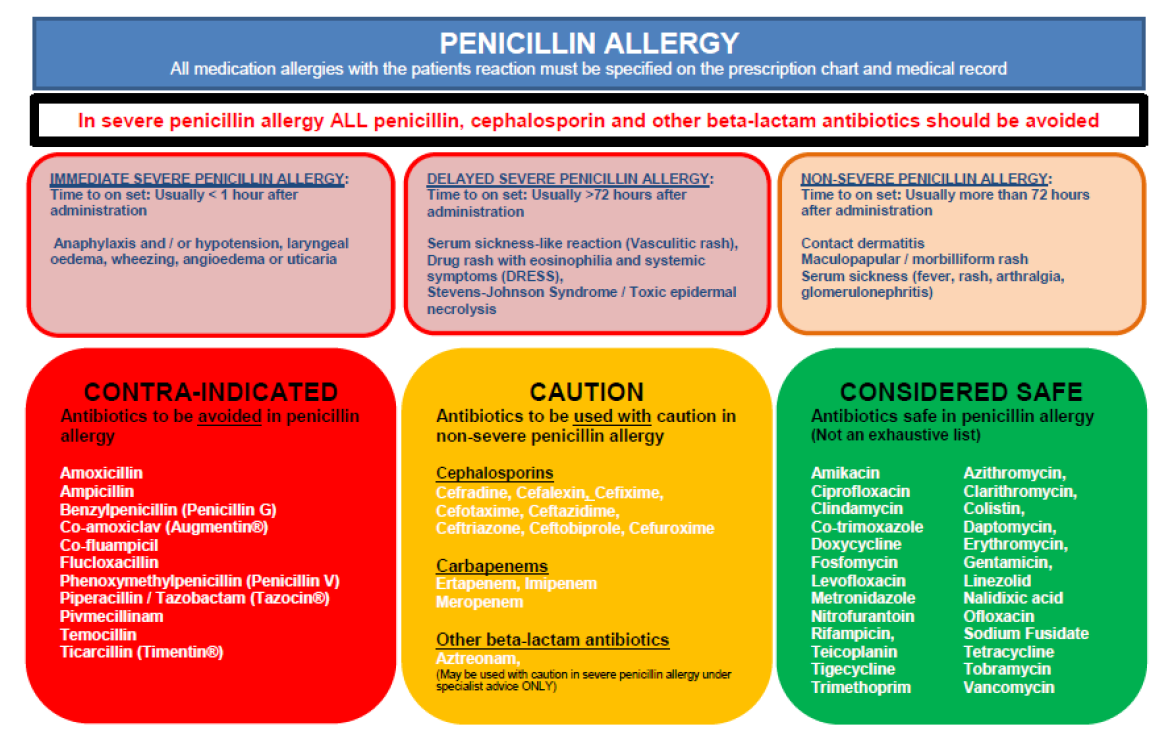 PENICILLIN ALLERGY
All medication allergies with the patients reaction must be specified on the prescription chart and medical record
In severe penicillin allergy ALL penicillin, cephalosporin and other beta-lactam antibiotics should be avoided
IMMEDIATE SEVERE PENICILLIN ALLERGY:
Time to on set: Usually < 1 hour after
administration
Anaphylaxis and / or hypotension, laryngeal
oedema, wheezing, angioedema or uticaria
DELAYED SEVERE PENICILLIN ALLERGY:
Time to on set: Usually >72 hours after
administration
Serum sickness-like reaction (Vasculitic rash),
Drug rash with eosinophilia and systemic
symptoms (DRESS),
Stevens-Johnson Syndrome / Toxic epidermal
necrolysis
NON-SEVERE PENICILLIN ALLERGY:
Time to on set: Usually more than 72 hours
after administration
Contact dermatitis
Maculopapular / morbilliform rash
Serum sickness (fever, rash, arthralgia,
glomerulonephritis)
CONTRA-INDICATED
Antibiotics to be avoided in penicillin
allergy
Amoxicillin
Ampicillin
Benzylpenicillin (Penicillin G)
Co-amoxiclav (Augmentin®)
Co-fluampicil
Flucloxacillin
Phenoxymethylpenicillin (Penicillin V)
Piperacillin / Tazobactam (Tazocin®)
Pivmecillinam
Temocillin
Ticarcillin (Timentin®)
CAUTION
Antibiotics to be used with caution in
non-severe penicillin allergy
Cephalosporins
Cefradine, Cefalexin, Cefixime,
Cefotaxime, Ceftazidime,
Ceftriazone, Ceftobiprole, Cefuroxime
Carbapenems
Ertapenem, Imipenem
Meropenem
Other beta-lactam antibiotics
Aztreonam,
(May be used with caution in severe penicillin allergy under
specialist advice ONLY)
CONSIDERED SAFE
Antibiotics safe in penicillin allergy
(Not an exhaustive list)
Amikacin
Ciprofloxacin
Clindamycin
Co-trimoxazole
Doxycycline
Fosfomycin
Levofloxacin
Metronidazole
Nitrofurantoin
Rifampicin,
Teicoplanin
Tigecycline
Trimethoprim
Azithromycin,
Clarithromycin,
Colistin,
Daptomycin,
Erythromycin,
Gentamicin,
Linezolid
Nalidixic acid
Ofloxacin
Sodium Fusidate
Tetracycline
Tobramycin
Vancomycin